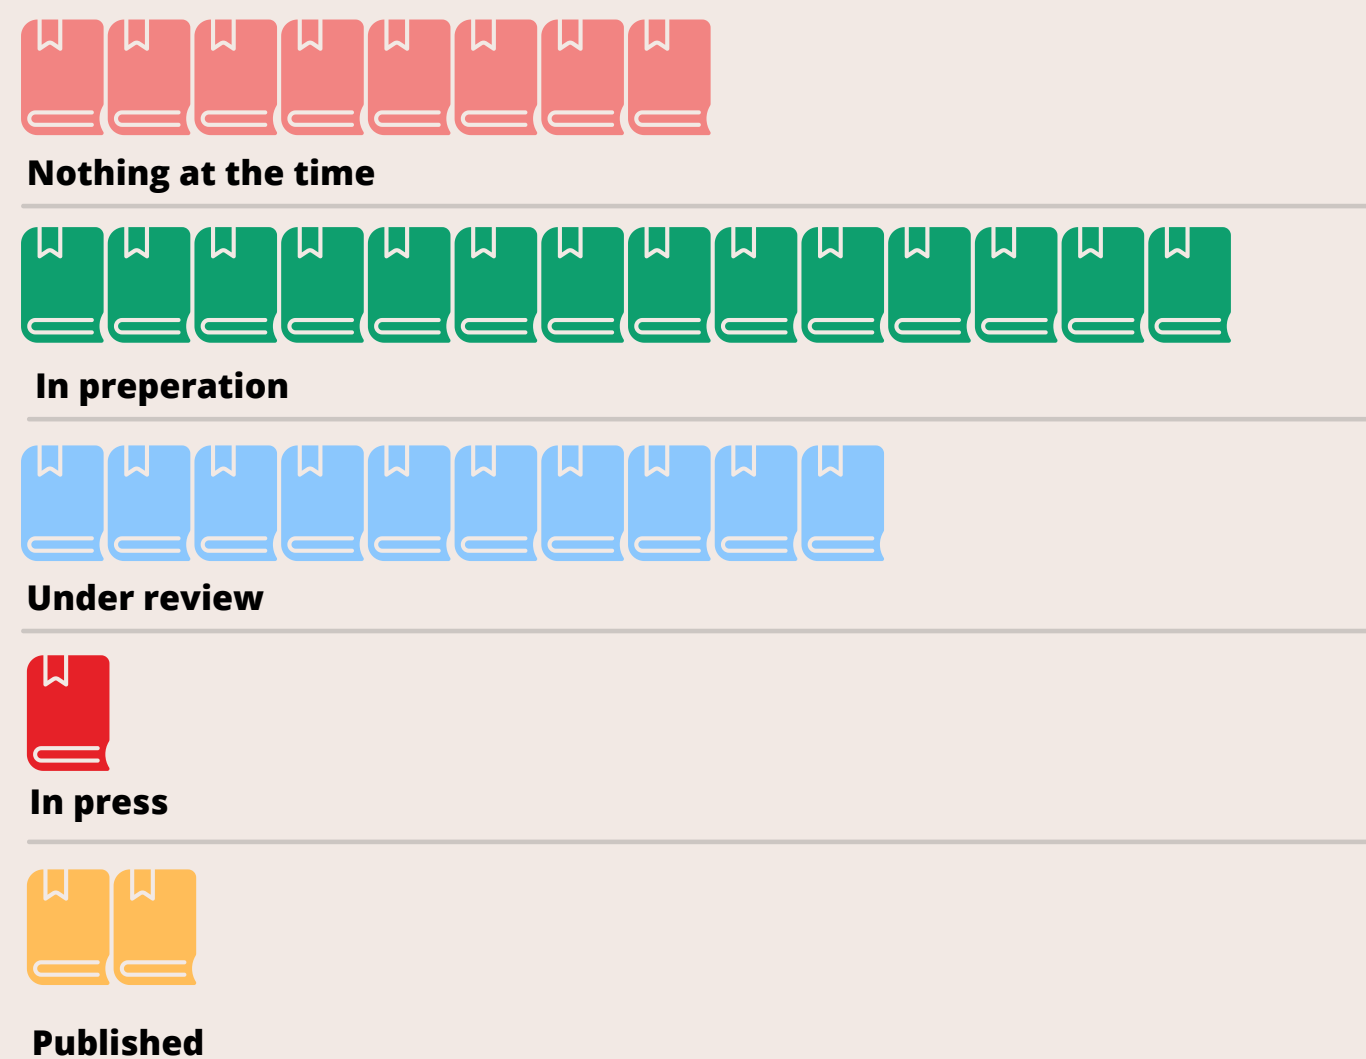 Nothing at the time
In preperation
Under review
In press
Published